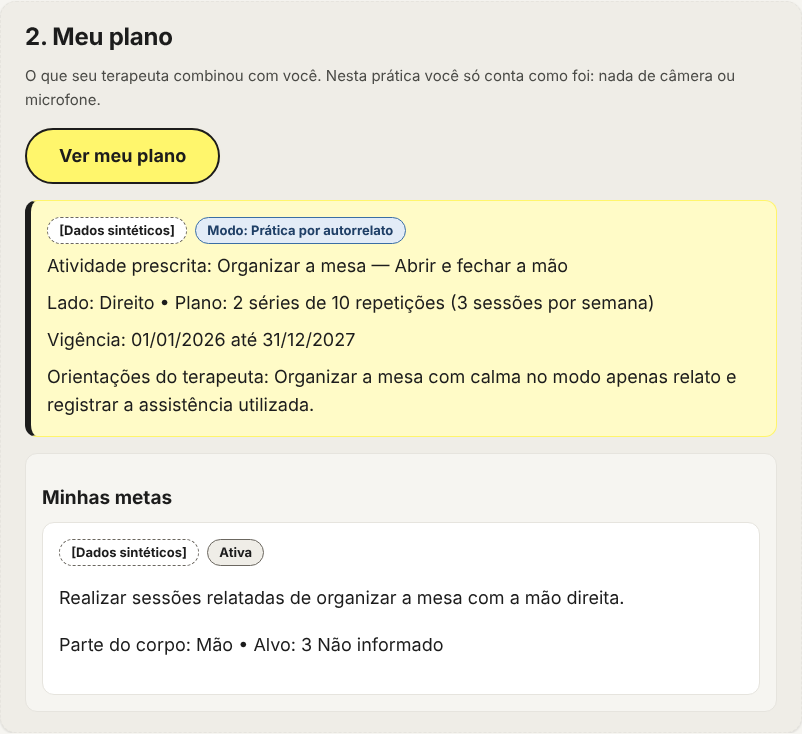 2. Meu plano
O que seu terapeuta combinou com você. Nesta prática você só conta como foi: nada de câmera ou
microfone.
Ver meu plano
[Dados sintéticos] Modo: Prática por autorrelato
Atividade prescrita: Organizar a mesa — Abrir e fechar a mão
Lado: Direito • Plano: 2 séries de 10 repetições (3 sessões por semana)
Vigência: 01/01/2026 até 31/12/2027
Orientações do terapeuta: Organizar a mesa com calma no modo apenas relato e
registrar a assistência utilizada.
Minhas metas
[Dados sintéticos] Ativa
Realizar sessões relatadas de organizar a mesa com a mão direita.
Parte do corpo: Mão • Alvo: 3 Não informado